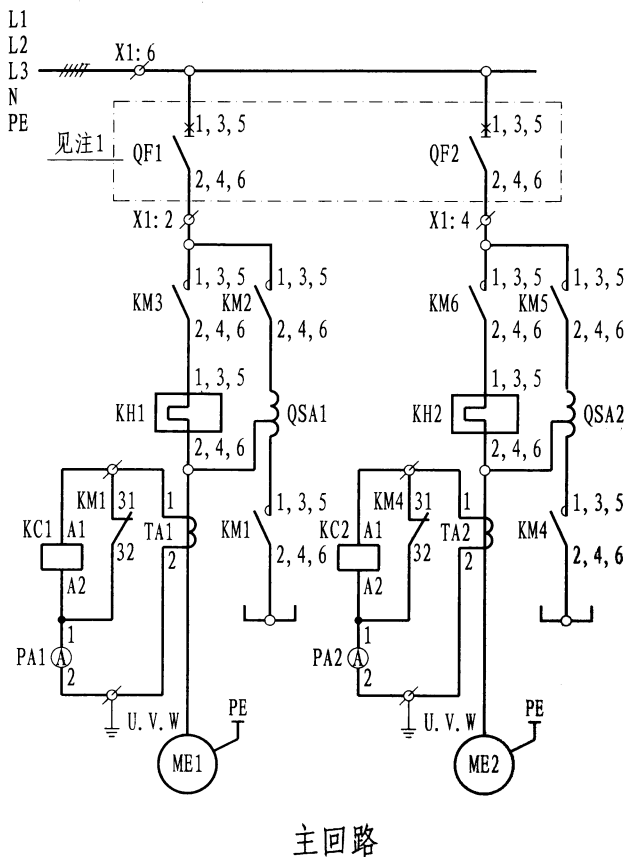 L1
L2
L3
N
PE
X1:6
见注1
QF1
1,3,5
2,4,6
QF2
1,3,5
2,4,6
X1:2
X1:4
KM3
1,3,5
2,4,6
KM2
1,3,5
2,4,6
KM6
1,3,5
2,4,6
KM5
1,3,5
2,4,6
KH1
1,3,5
2,4,6
QSA1
KH2
1,3,5
2,4,6
QSA2
KC1
A1
A2
KM1
31
32
1
TA1
2
KM1
1,3,5
2,4,6
KC2
A1
A2
KM4
31
32
1
TA2
2
KM4
1,3,5
2,4,6
PA1
A
1
2
PA2
A
1
2
U.V.W
PE
ME1
U.V.W
PE
ME2
主回路